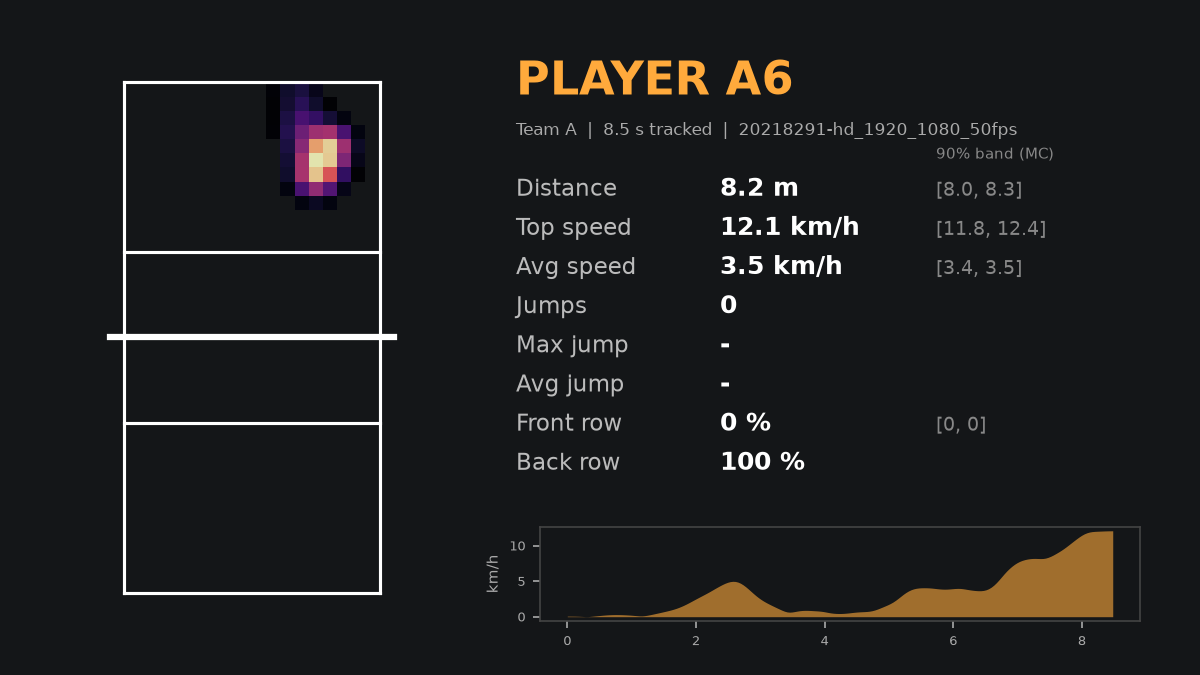 PLAYER A6
Team A | 8.5 s tracked | 20218291-hd_1920_1080_50fps
90% band (MC)
Distance 8.2 m [8.0, 8.3]
Top speed 12.1 km/h [11.8, 12.4]
Avg speed 3.5 km/h [3.4, 3.5]
Jumps 0
Max jump -
Avg jump -
Front row 0 % [0, 0]
Back row 100 %
km/h
10
5
0
0 2 4 6 8